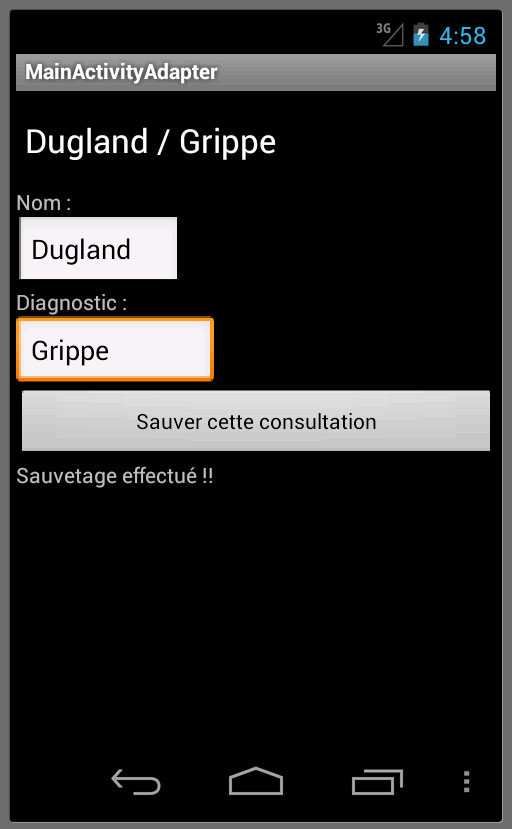 3G 4:58
MainActivityAdapter
Dugland / Grippe
Nom :
Dugland
Diagnostic :
Grippe
Sauver cette consultation
Sauvetage effectué !!